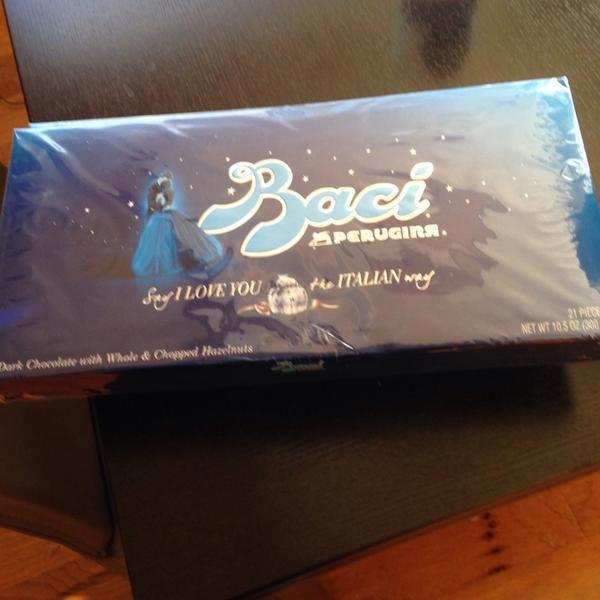 Baci
PERUGINA
Say I LOVE YOU the ITALIAN way
21 PIECE
NET WT 10.5 OZ (300
Dark Chocolate with Whole & Chopped Hazelnuts